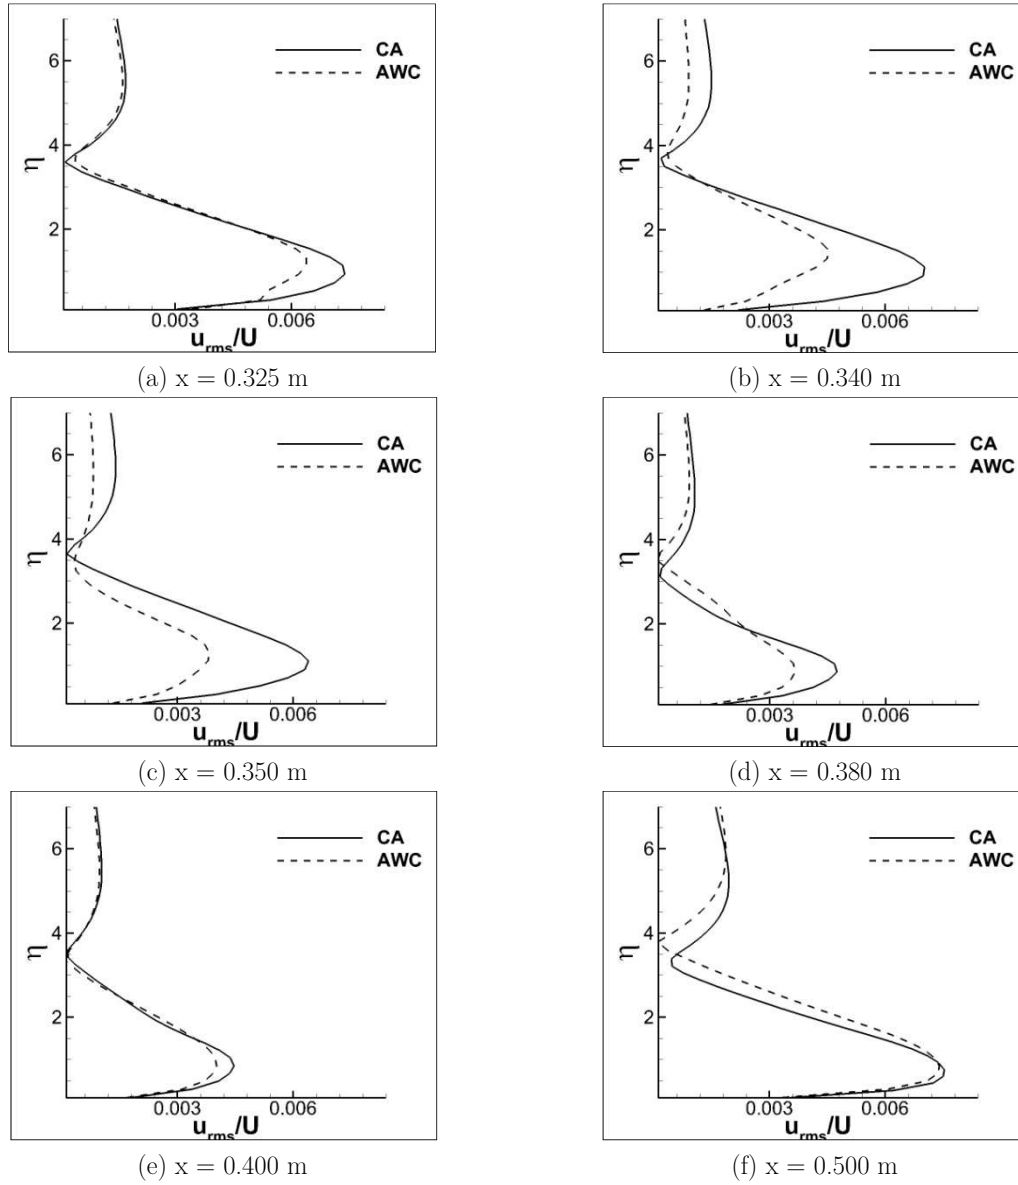 6
4
2
η
CA
AWC
0.003 0.006
u_rms/U
(a) x = 0.325 m
6
4
2
η
CA
AWC
0.003 0.006
u_rms/U
(b) x = 0.340 m
6
4
2
η
CA
AWC
0.003 0.006
u_rms/U
(c) x = 0.350 m
6
4
2
η
CA
AWC
0.003 0.006
u_rms/U
(d) x = 0.380 m
6
4
2
η
CA
AWC
0.003 0.006
u_rms/U
(e) x = 0.400 m
6
4
2
η
CA
AWC
0.003 0.006
u_rms/U
(f) x = 0.500 m